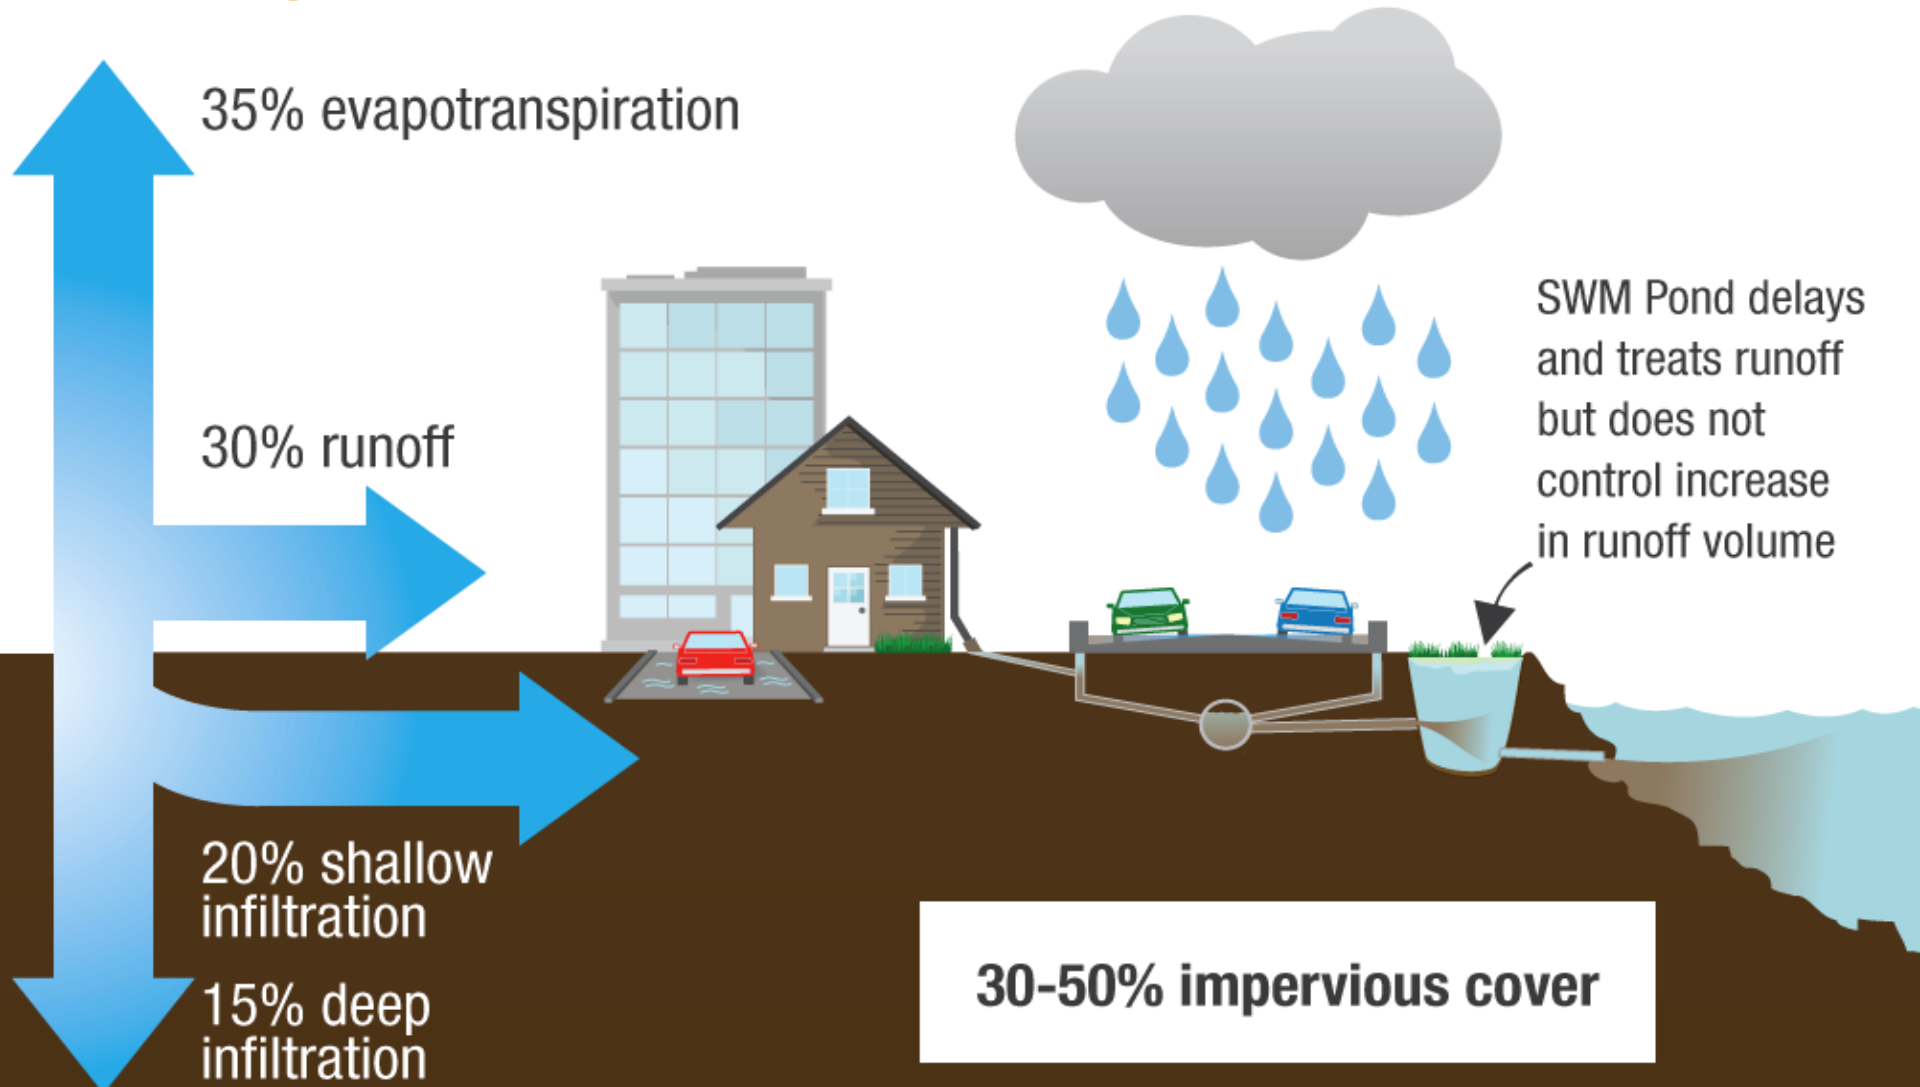 35% evapotranspiration
30% runoff
SWM Pond delays
and treats runoff
but does not
control increase
in runoff volume
20% shallow
infiltration
15% deep
infiltration
30-50% impervious cover